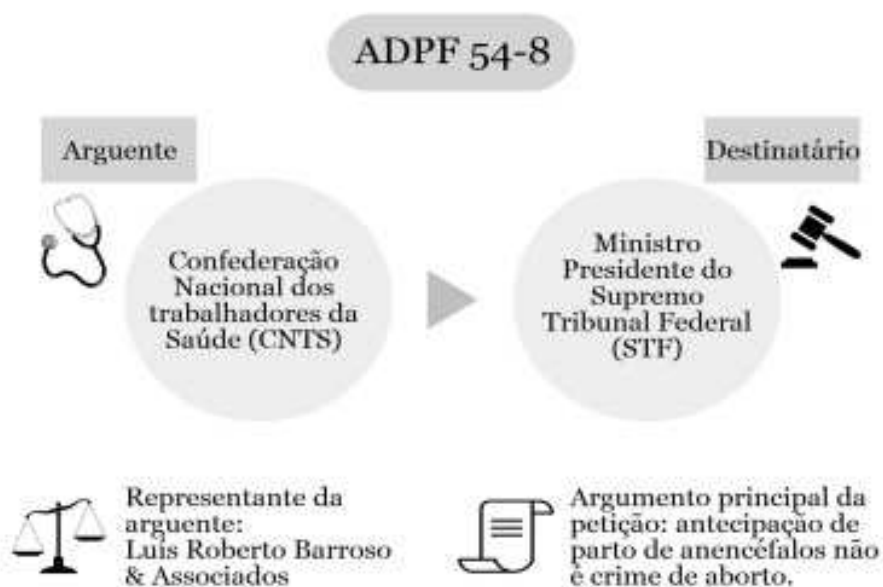 ADPF 54-8
Arguente
Destinatário
Confederação
Nacional dos
trabalhadores da
Saúde (CNTS)
Ministro
Presidente do
Supremo
Tribunal Federal
(STF)
Representante da
arguente:
Luis Roberto Barroso
& Associados
Argumento principal da
petição: antecipação de
parto de anencéfalos não
é crime de aborto.